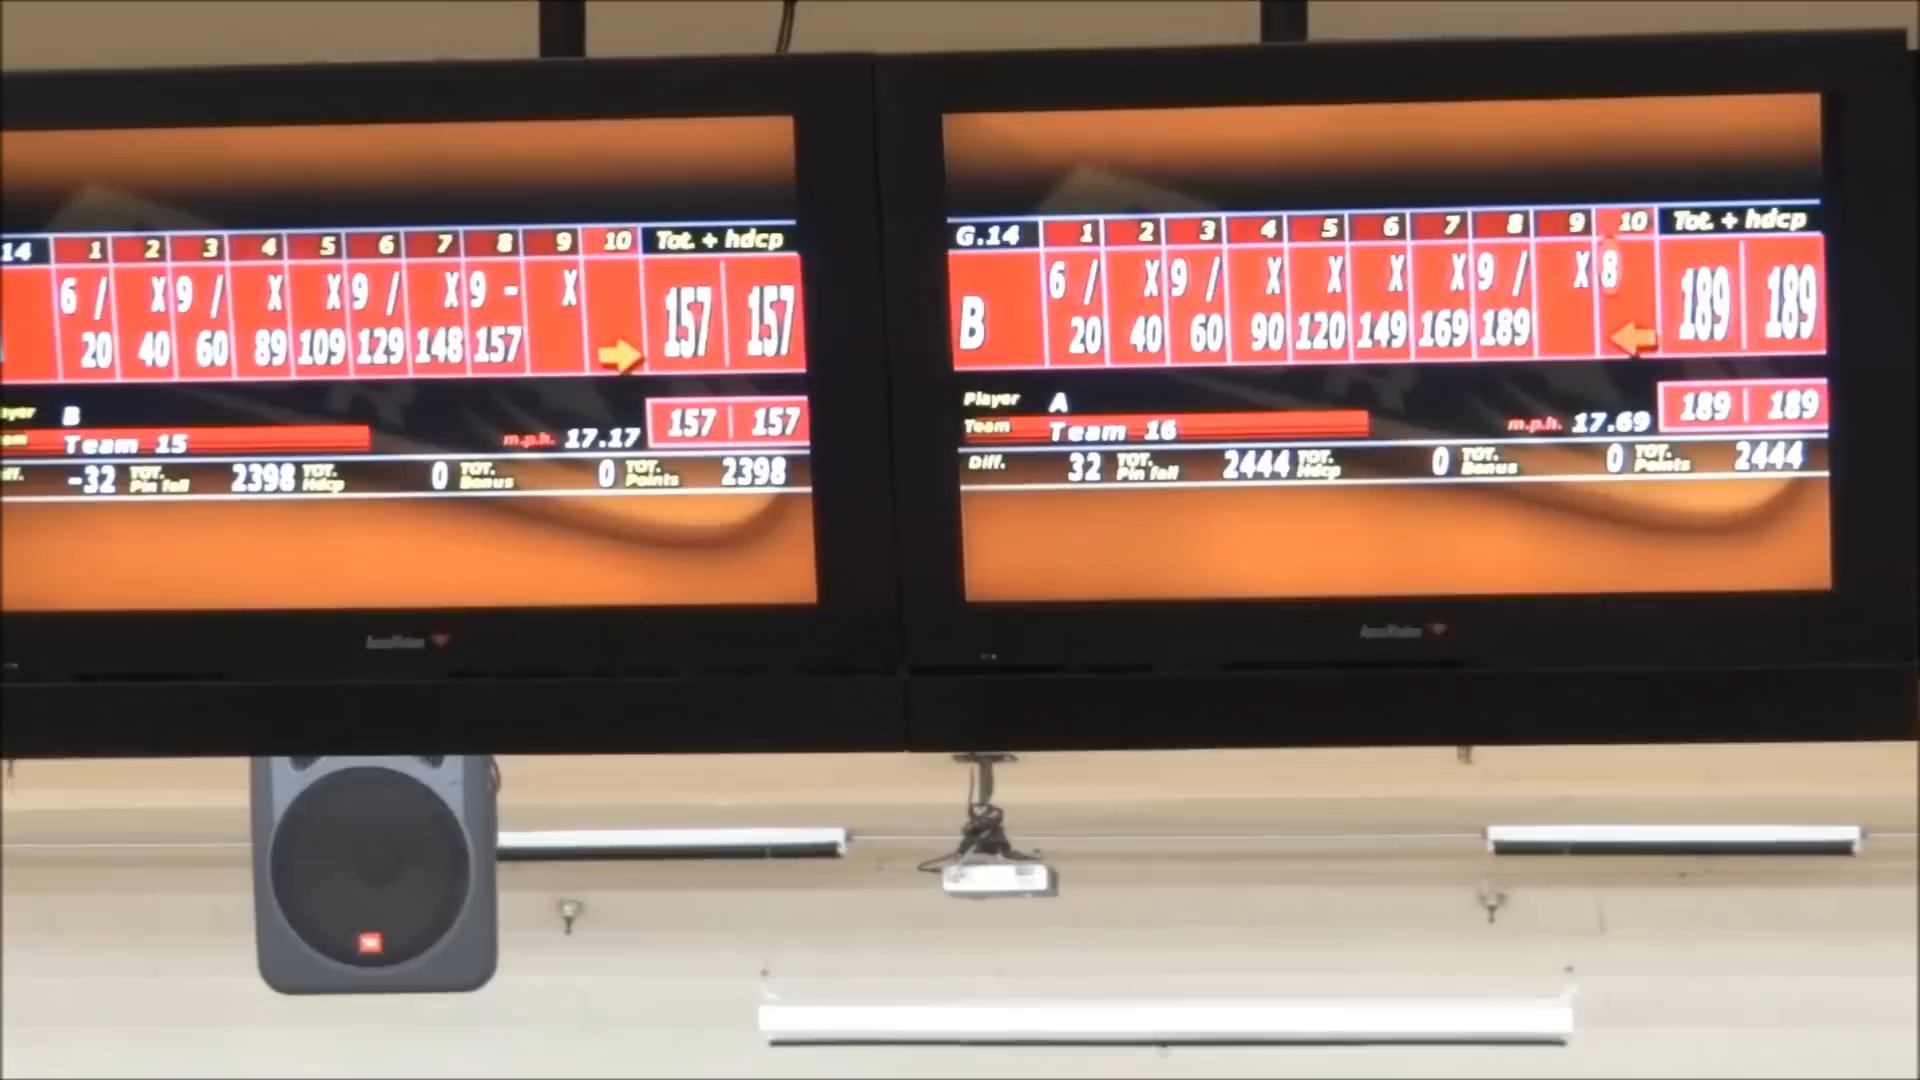 14 1 2 3 4 5 6 7 8 9 10 Tot. + hdcp
6 / X 9 / X X 9 / X 9 - X
20 40 60 89 109 129 148 157 157 157
B
Team 15 m.p.h. 17.17 157 157
-32 TOT. Pin fall 2398 TOT. Hdcp 0 TOT. Bonus 0 TOT. Points 2398
G.14 1 2 3 4 5 6 7 8 9 10 Tot. + hdcp
6 / X 9 / X X X X 9 / X 8
B 20 40 60 90 120 149 169 189 189 189
Player A
Team Team 16 m.p.h. 17.69 189 189
Diff. 32 TOT. Pin fall 2444 TOT. Hdcp 0 TOT. Bonus 0 TOT. Points 2444
JBL